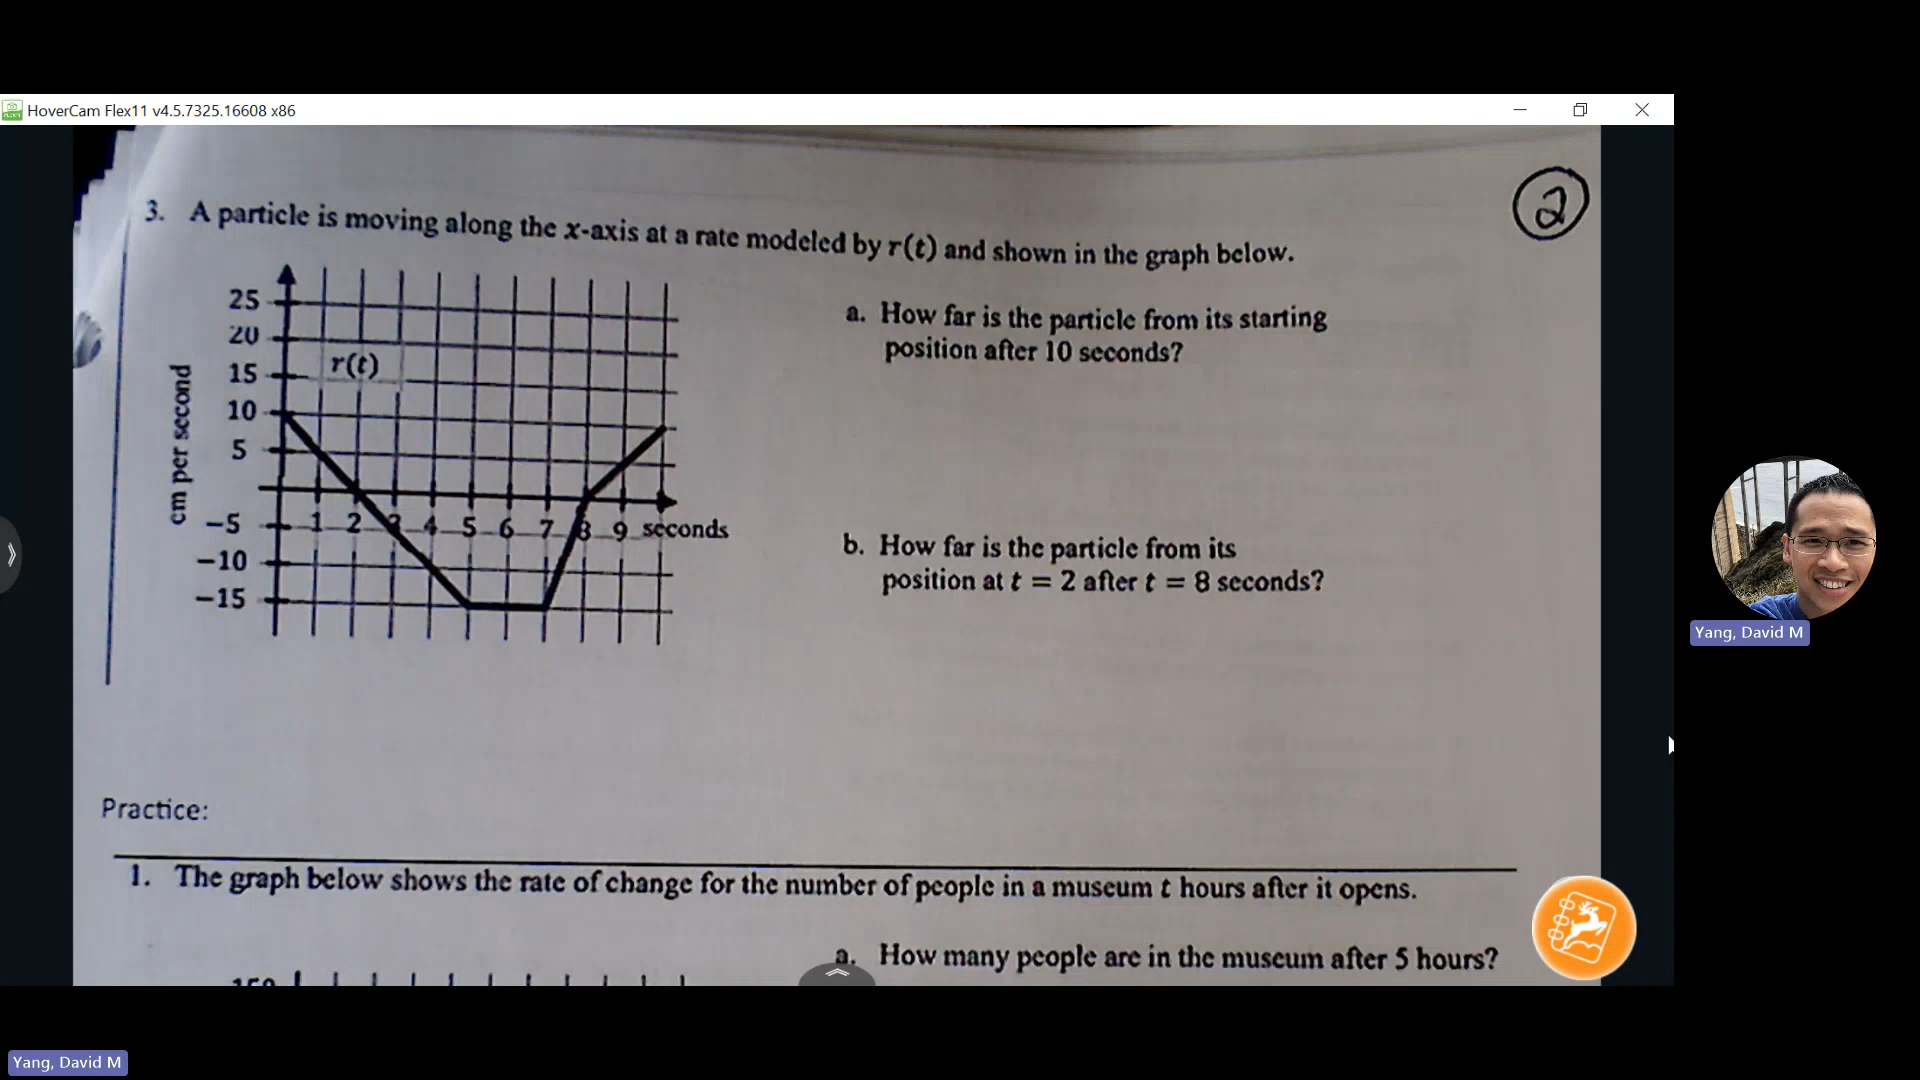 HoverCam Flex11 v4.5.7325.16608 x86
2
3. A particle is moving along the x-axis at a rate modeled by r(t) and shown in the graph below.
25
20
15
10
5
-5
-10
-15
cm per second
r(t)
1 2 3 4 5 6 7 8 9 seconds
a. How far is the particle from its starting
position after 10 seconds?
b. How far is the particle from its
position at t = 2 after t = 8 seconds?
Practice:
1. The graph below shows the rate of change for the number of people in a museum t hours after it opens.
a. How many people are in the museum after 5 hours?
Yang, David M
Yang, David M